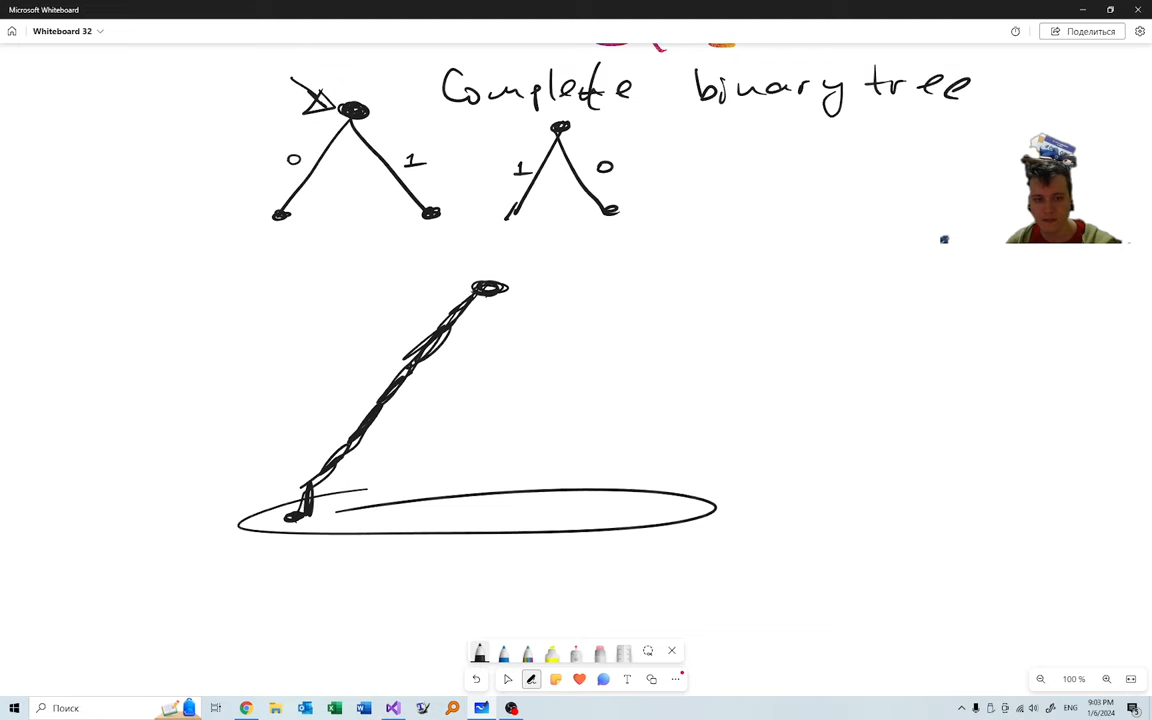 Microsoft Whiteboard
Whiteboard 32
Поделиться
Complete binary tree
0
1
1
0
100 %
Поиск
ENG
9:03 PM
1/6/2024
5